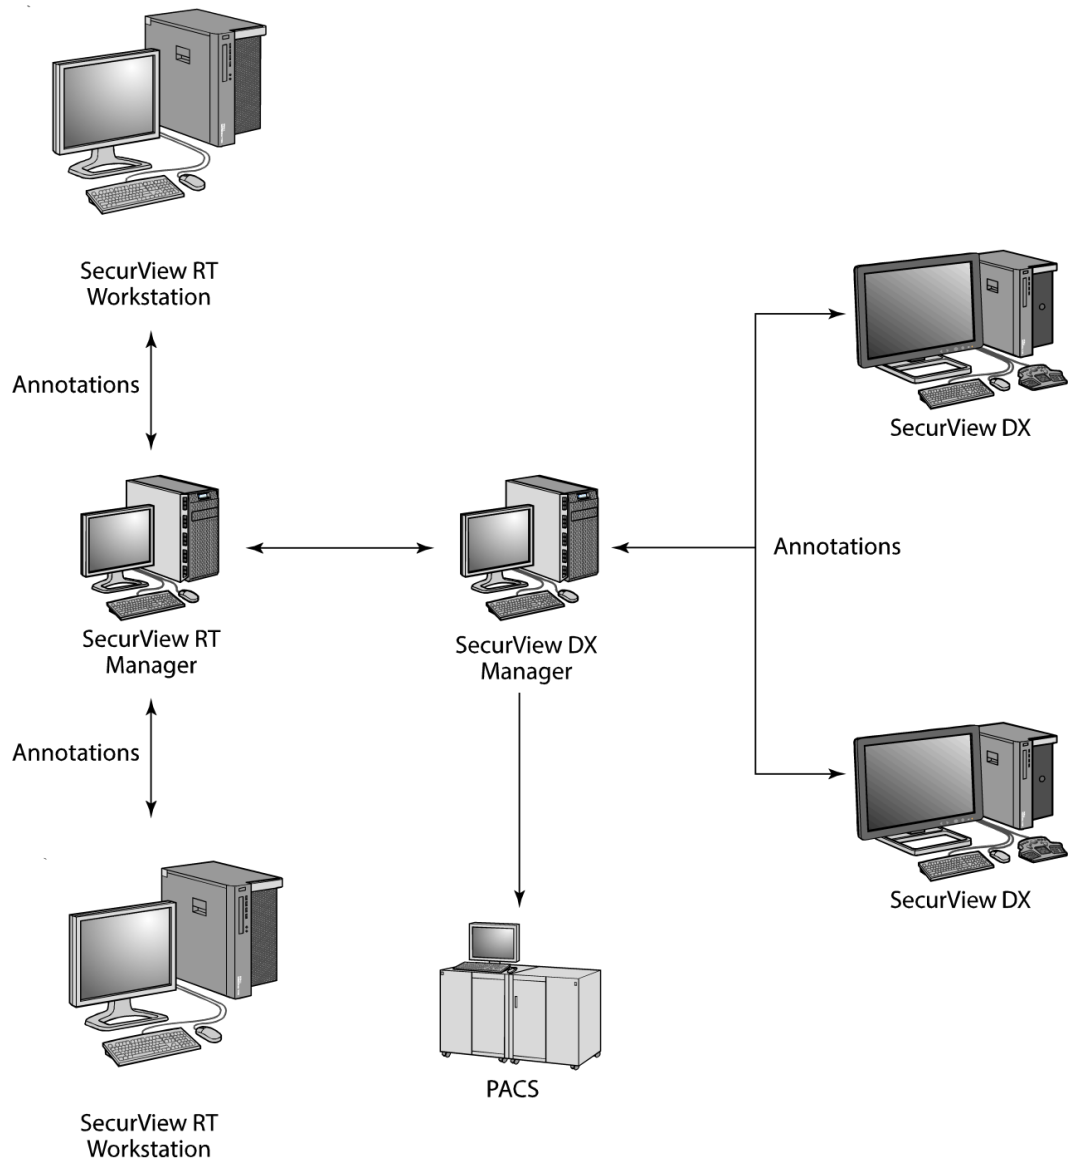 SecurView RT
Workstation
Annotations
SecurView DX
Annotations
SecurView RT
Manager
SecurView DX
Manager
Annotations
SecurView DX
PACS
SecurView RT
Workstation